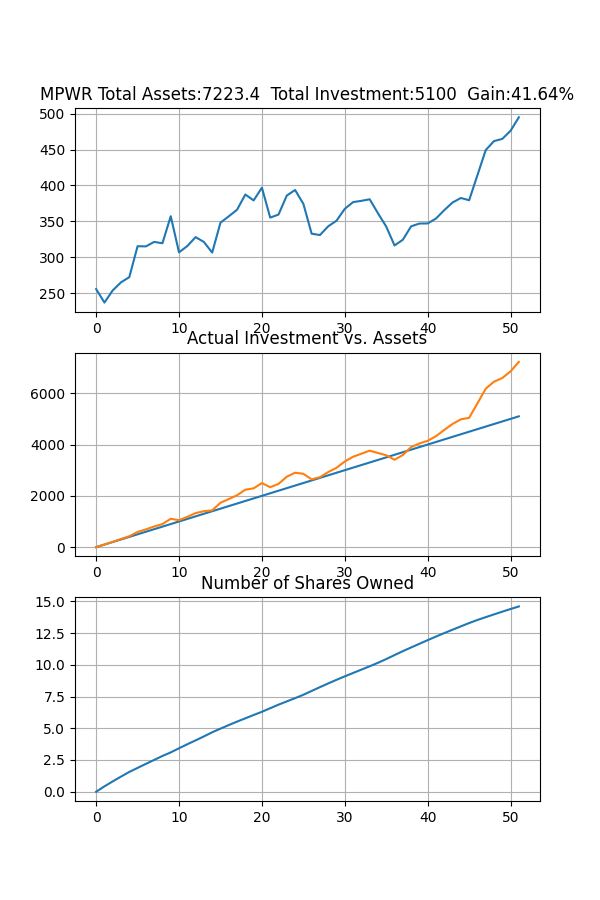 MPWR Total Assets:7223.4  Total Investment:5100  Gain:41.64%
500
450
400
350
300
250
0 10 20 30 40 50
Actual Investment vs. Assets
6000
4000
2000
0
0 10 20 30 40 50
Number of Shares Owned
15.0
12.5
10.0
7.5
5.0
2.5
0.0
0 10 20 30 40 50